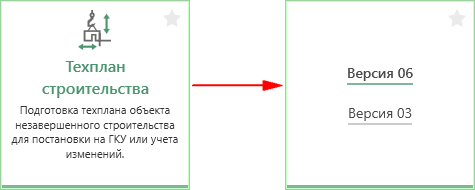 Техплан
строительства
Подготовка техплана объекта
незавершенного строительства
для постановки на ГКУ или учета
изменений.
Версия 06
Версия 03